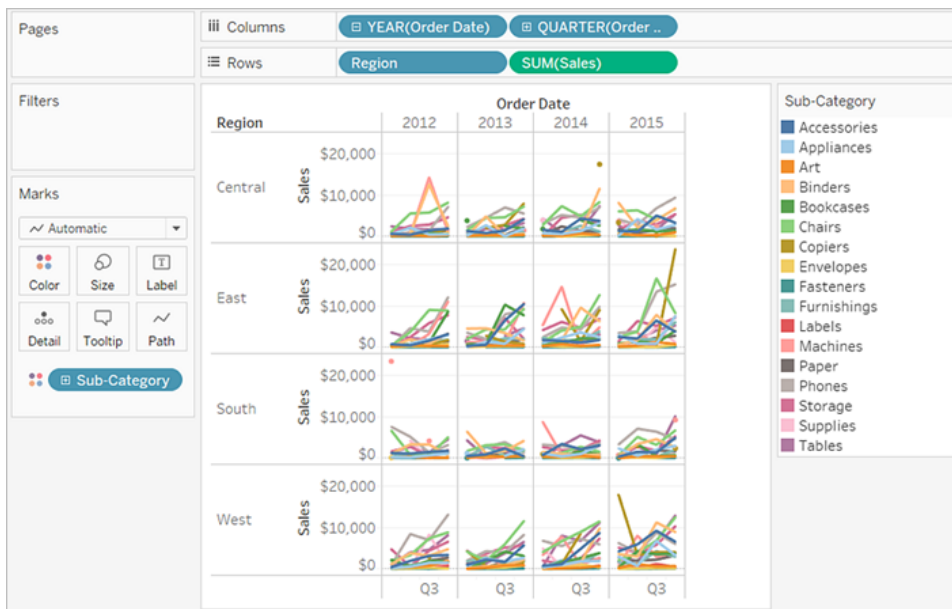 Pages
Columns
YEAR(Order Date)
QUARTER(Order ..
Rows
Region
SUM(Sales)
Filters
Marks
Automatic
Color
Size
Label
Detail
Tooltip
Path
Sub-Category
Order Date
Region
2012 2013 2014 2015
Central
Sales
$20,000
$10,000
$0
East
Sales
$20,000
$10,000
$0
South
Sales
$20,000
$10,000
$0
West
Sales
$20,000
$10,000
$0
Q3 Q3 Q3 Q3
Sub-Category
Accessories
Appliances
Art
Binders
Bookcases
Chairs
Copiers
Envelopes
Fasteners
Furnishings
Labels
Machines
Paper
Phones
Storage
Supplies
Tables